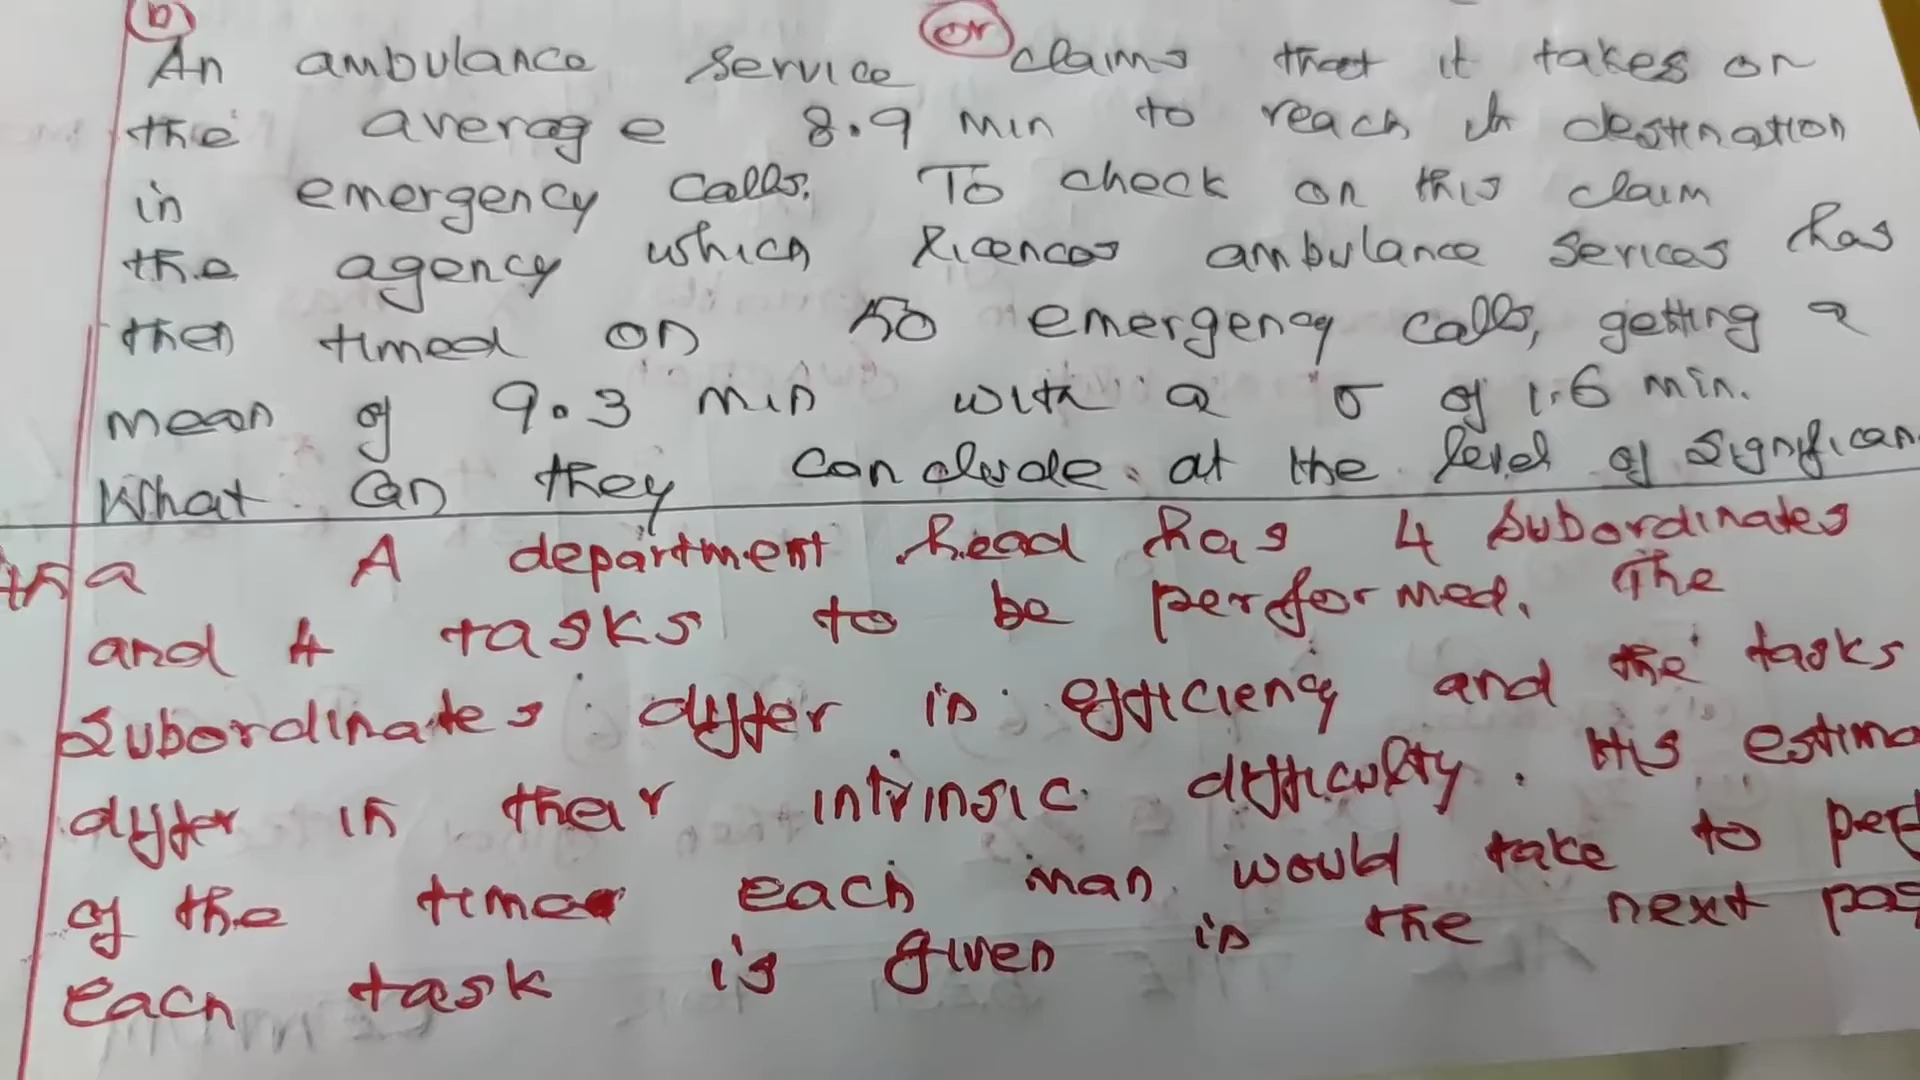 (b)
An ambulance service (or) claims that it takes on
the average 8.9 min to reach its destination
in emergency calls. To check on this claim
the agency which licences ambulance serices has
then timed on 50 emergency calls, getting a
mean of 9.3 min with a σ of 1.6 min.
What can they conclude at the level of significan
a A department head has 4 subordinates
and 4 tasks to be performed. The
Subordinates differ in efficiency and the tasks
differ in their intrinsic difficulty. His estima
of the times each man would take to perf
each task is given in the next pag